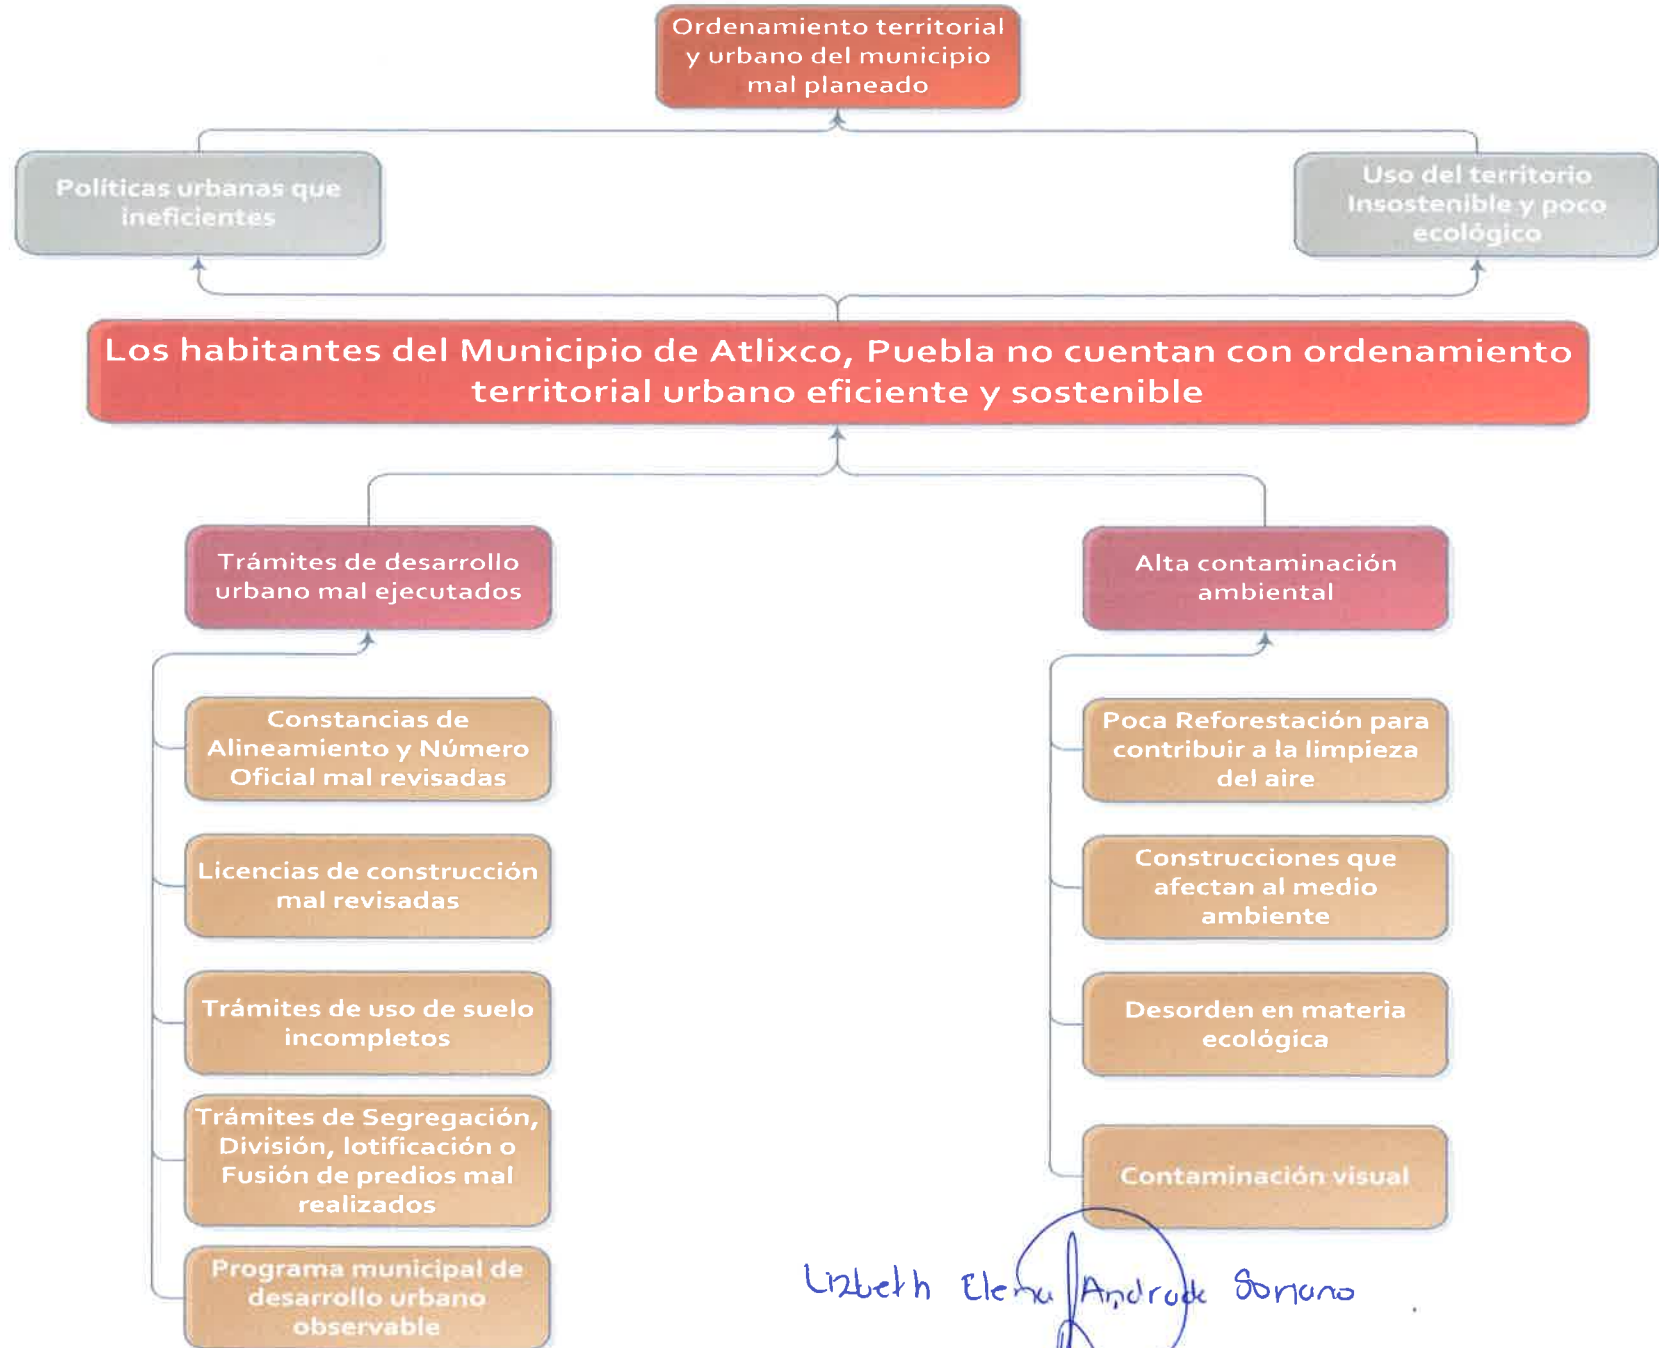 Ordenamiento territorial
y urbano del municipio
mal planeado
Políticas urbanas que
ineficientes
Uso del territorio
Insostenible y poco
ecológico
Los habitantes del Municipio de Atlixco, Puebla no cuentan con ordenamiento
territorial urbano eficiente y sostenible
Trámites de desarrollo
urbano mal ejecutados
Constancias de
Alineamiento y Número
Oficial mal revisadas
Licencias de construcción
mal revisadas
Trámites de uso de suelo
incompletos
Trámites de Segregación,
División, lotificación o
Fusión de predios mal
realizados
Programa municipal de
desarrollo urbano
observable
Alta contaminación
ambiental
Poca Reforestación para
contribuir a la limpieza
del aire
Construcciones que
afectan al medio
ambiente
Desorden en materia
ecológica
Contaminación visual
Lizbeth Elena Andrade Soriano